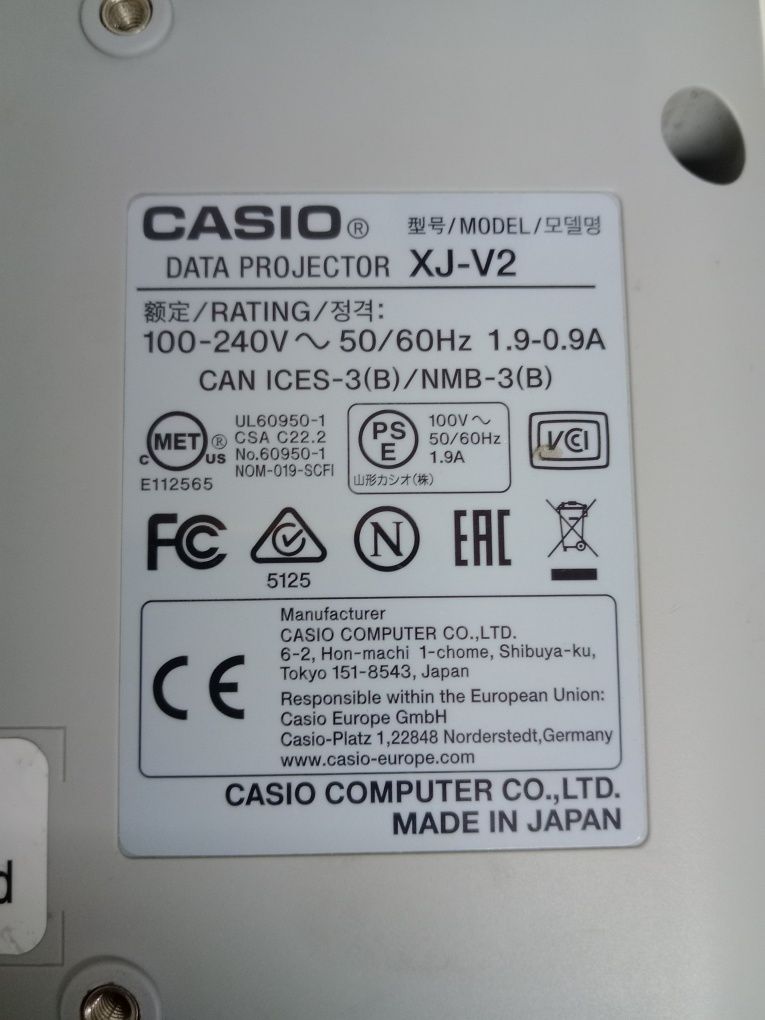 CASIO® 型号/MODEL/모델명
DATA PROJECTOR XJ-V2
额定/RATING/정격:
100-240V～ 50/60Hz 1.9-0.9A
CAN ICES-3(B)/NMB-3(B)
c MET ® US
E112565
UL60950-1
CSA C22.2
No.60950-1
NOM-019-SCFI
PS
E
100V～
50/60Hz
1.9A
山形カシオ(株)
VCI
FC
5125
N
EAC
CE
Manufacturer
CASIO COMPUTER CO.,LTD.
6-2, Hon-machi 1-chome, Shibuya-ku,
Tokyo 151-8543, Japan
Responsible within the European Union:
Casio Europe GmbH
Casio-Platz 1,22848 Norderstedt,Germany
www.casio-europe.com
CASIO COMPUTER CO.,LTD.
MADE IN JAPAN
d